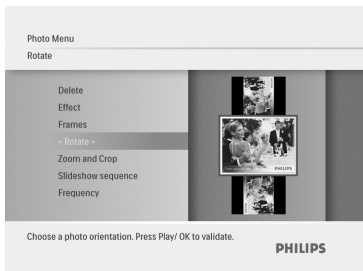 Photo Menu
Rotate
Delete
Effect
Frames
< Rotate >
Zoom and Crop
Slideshow sequence
Frequency
PHILIPS
Choose a photo orientation. Press Play/ OK to validate.
PHILIPS